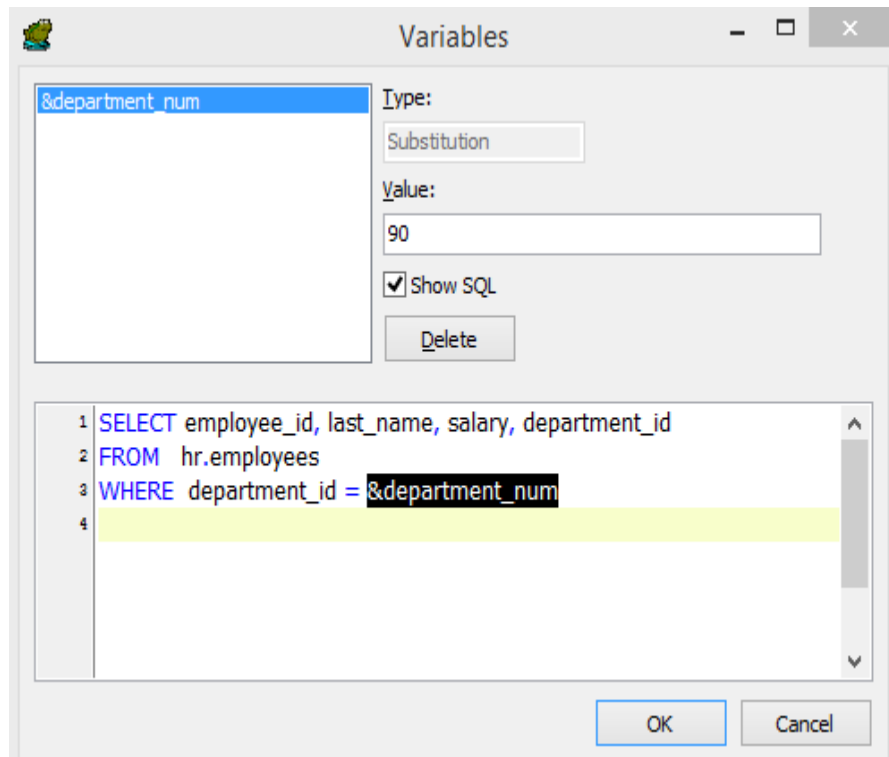 Variables
&department_num
Type:
Substitution
Value:
90
Show SQL
Delete
1 SELECT employee_id, last_name, salary, department_id
2 FROM hr.employees
3 WHERE department_id = &department_num
4
OK Cancel